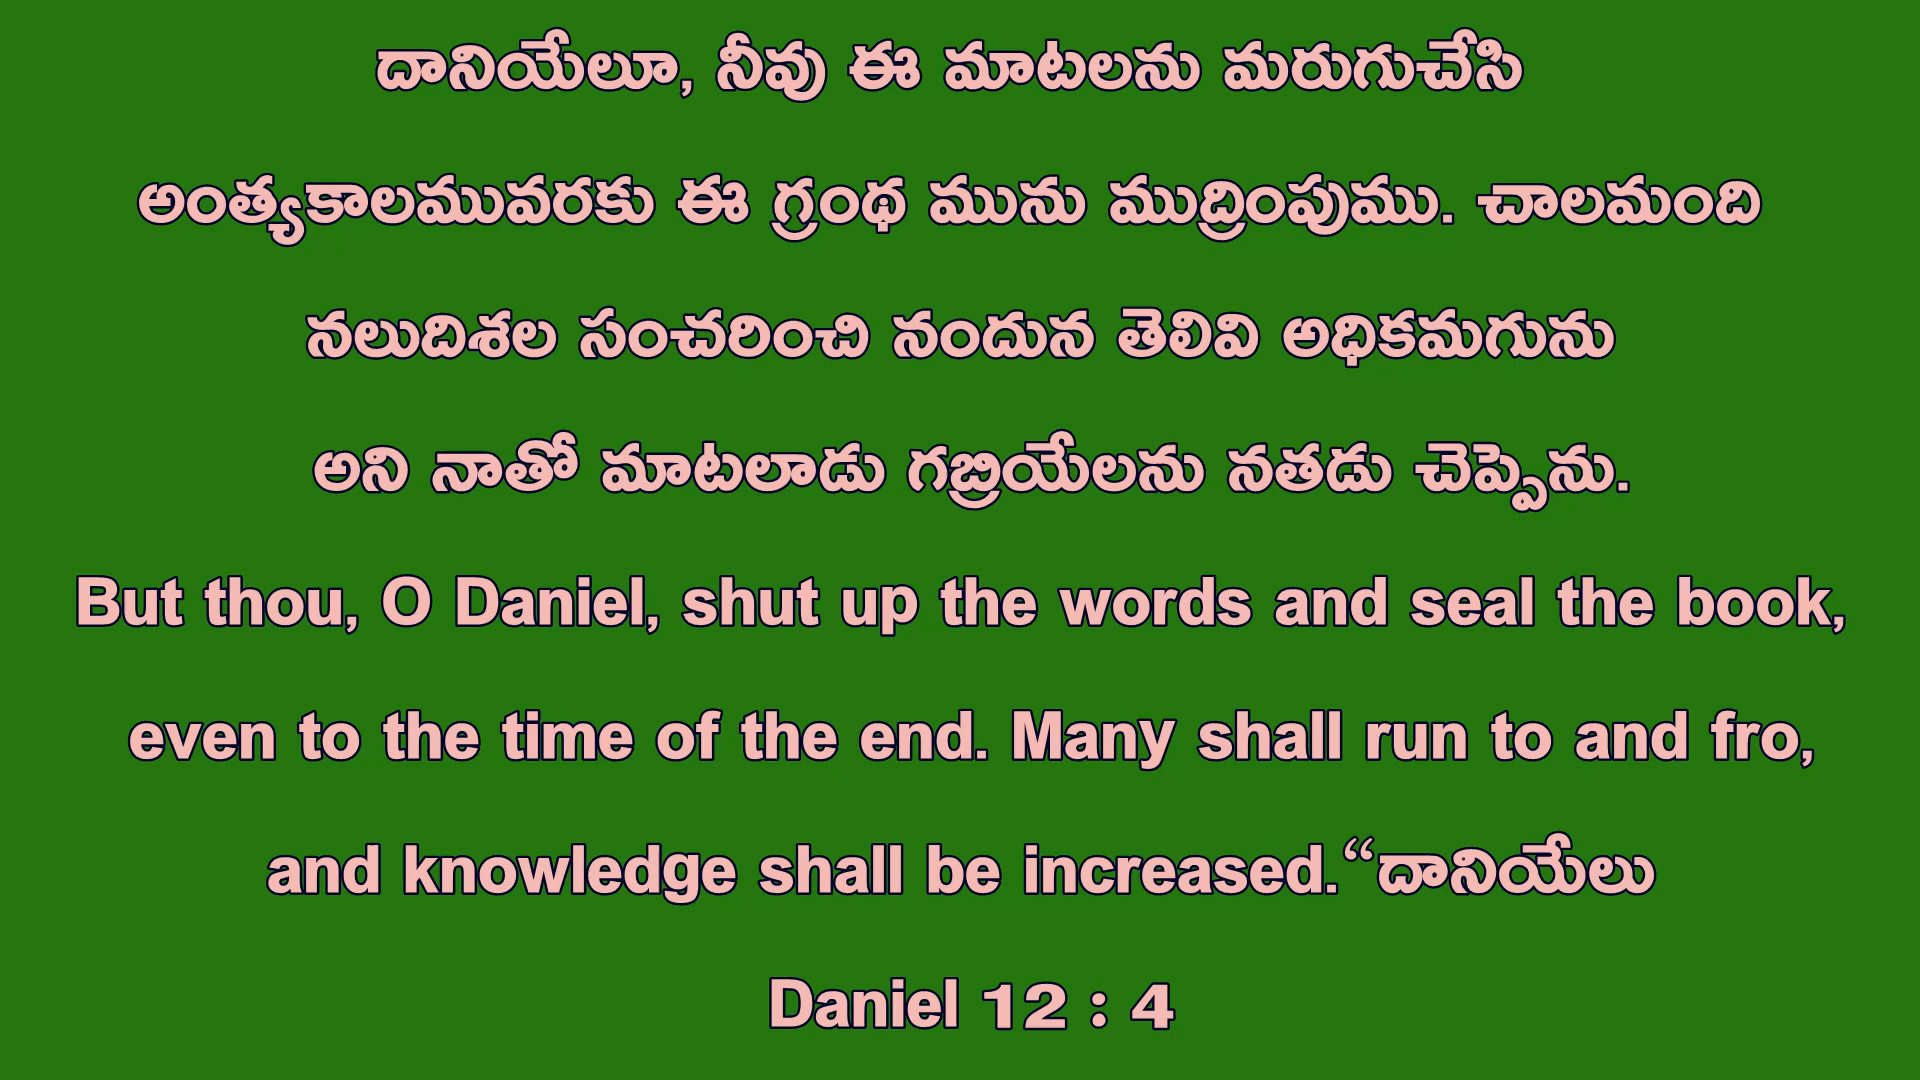 దానియేలూ, నీవు ఈ మాటలను మరుగుచేసి
అంత్యకాలమువరకు ఈ గ్రంథ మును ముద్రింపుము. చాలమంది
నలుదిశల సంచరించి నందున తెలివి అధికమగును
అని నాతో మాటలాడు గబ్రియేలను నతడు చెప్పెను.
But thou, O Daniel, shut up the words and seal the book,
even to the time of the end. Many shall run to and fro,
and knowledge shall be increased.“దానియేలు
Daniel 12 : 4